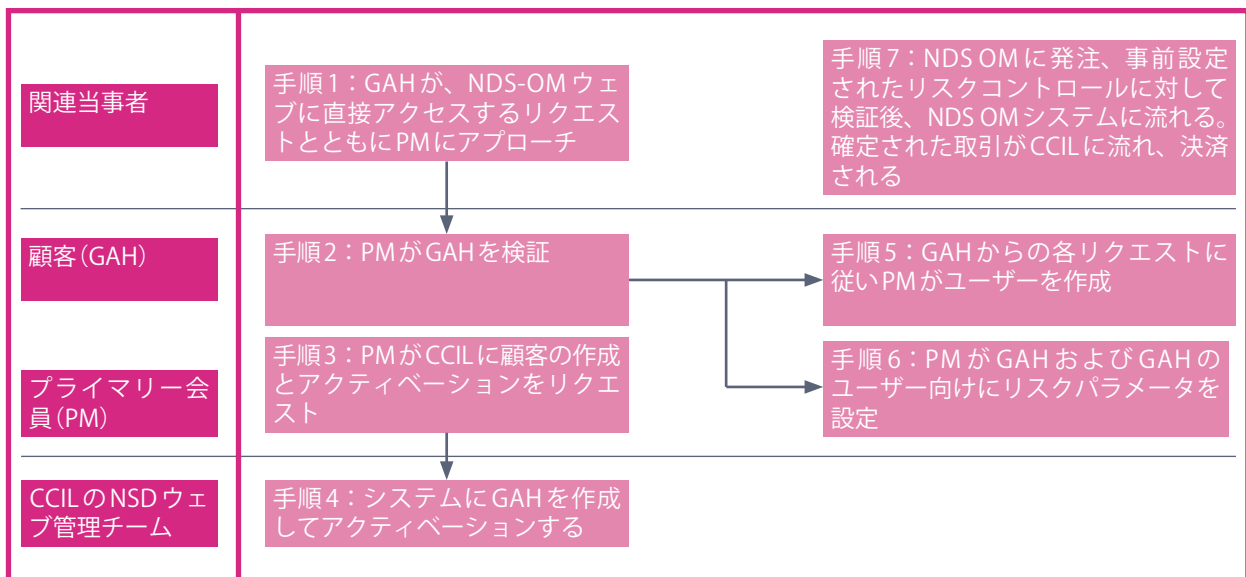 関連当事者
手順1：GAHが、NDS-OMウェ
ブに直接アクセスするリクエス
トとともにPMにアプローチ
手順7：NDS OMに発注、事前設定
されたリスクコントロールに対して
検証後、NDS OMシステムに流れる。
確定された取引がCCILに流れ、決済
される
顧客（GAH）
手順2：PMがGAHを検証
手順5：GAHからの各リクエストに
従いPMがユーザーを作成
プライマリー会
員（PM）
手順3：PMがCCILに顧客の作成
とアクティベーションをリクエ
スト
手順6：PMがGAHおよびGAHの
ユーザー向けにリスクパラメータを
設定
CCILのNSDウェ
ブ管理チーム
手順4：システムにGAHを作成
してアクティベーションする